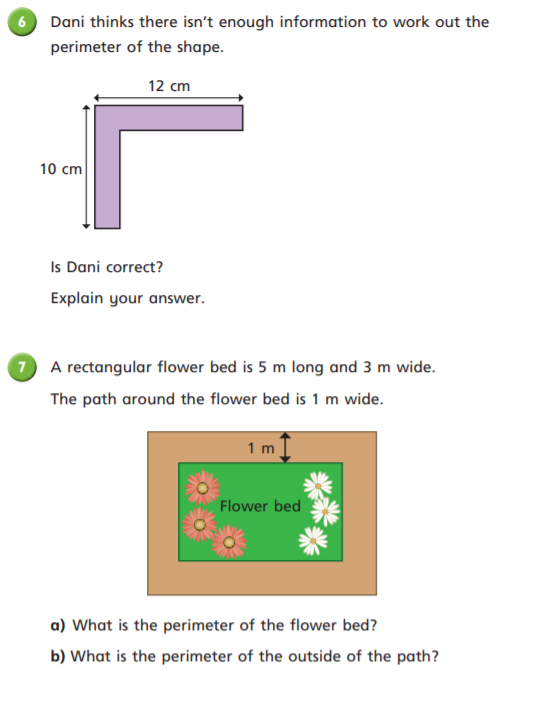 6 Dani thinks there isn't enough information to work out the
perimeter of the shape.
12 cm
10 cm
Is Dani correct?
Explain your answer.
7 A rectangular flower bed is 5 m long and 3 m wide.
The path around the flower bed is 1 m wide.
1 m
Flower bed
a) What is the perimeter of the flower bed?
b) What is the perimeter of the outside of the path?